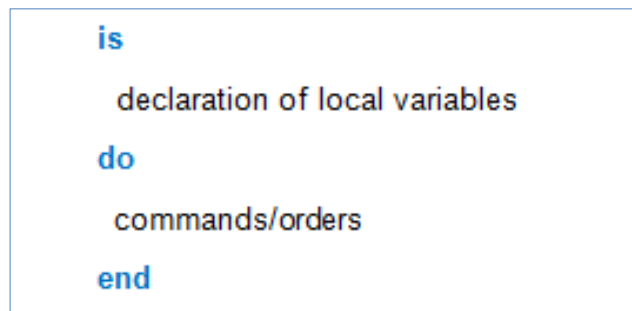 is
declaration of local variables
do
commands/orders
end